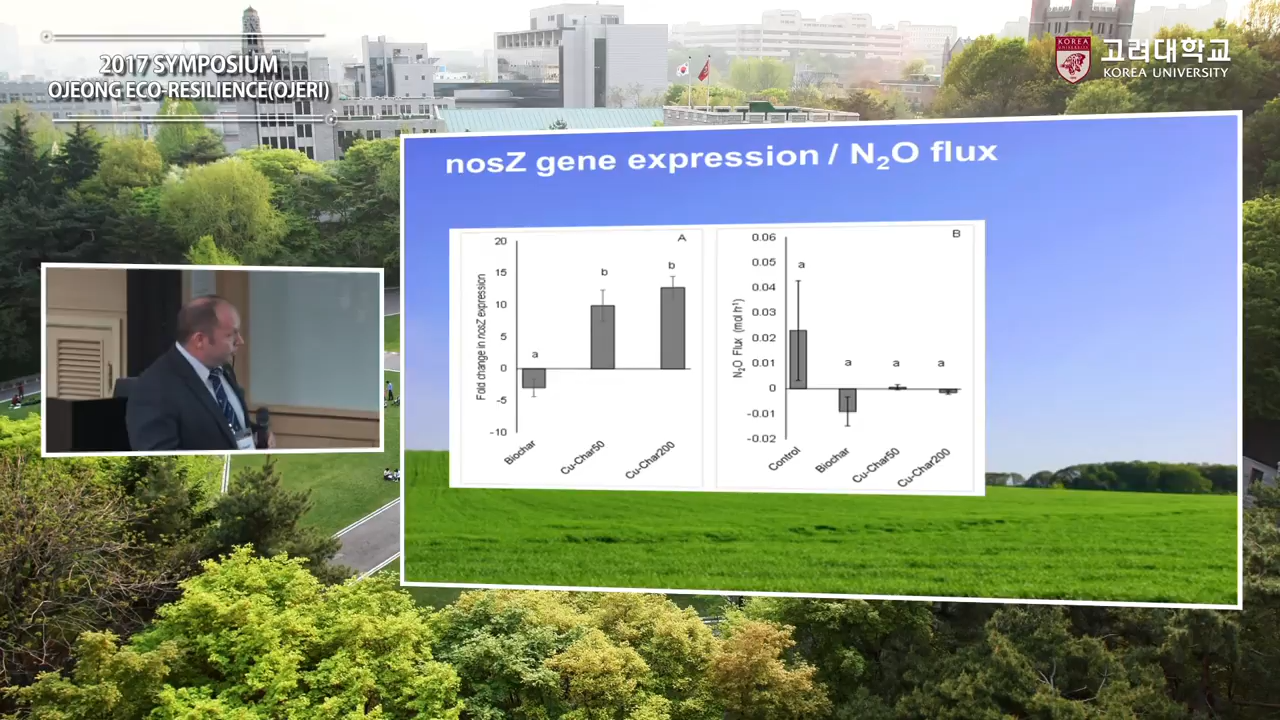 2017 SYMPOSIUM
OJEONG ECO-RESILIENCE(OJERI)
KOREA
UNIVERSITY
고려대학교
KOREA UNIVERSITY
nosZ gene expression / N₂O flux
A
Fold change in nosZ expression
20
15
10
5
0
-5
-10
a
b
b
Biochar
Cu-Char50
Cu-Char200
B
N₂O Flux (mol h⁻¹)
0.06
0.05
0.04
0.03
0.02
0.01
0
-0.01
-0.02
a
a
a
a
Control
Biochar
Cu-Char50
Cu-Char200